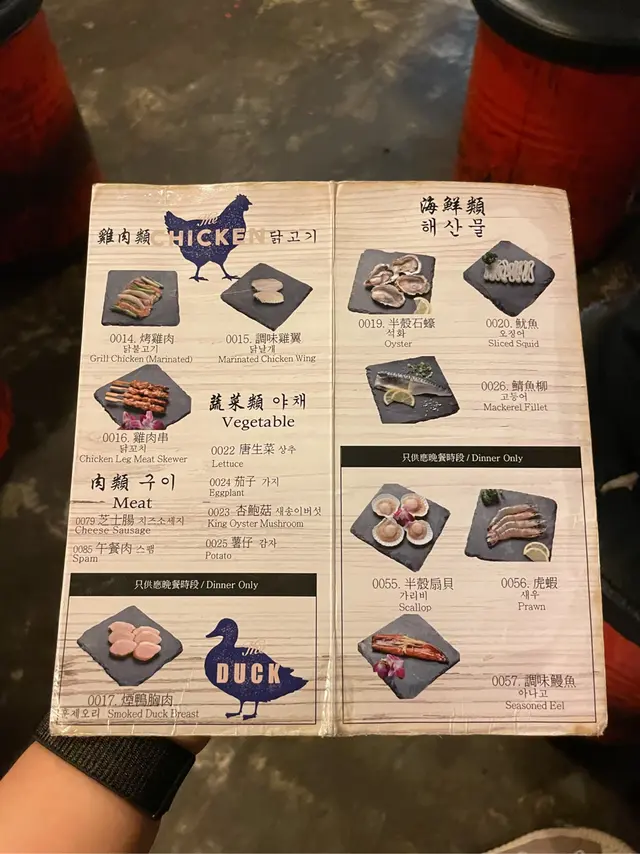 The
雞肉類 CHICKEN 닭고기
0014. 烤雞肉
닭불고기
Grill Chicken (Marinated)
0015. 調味雞翼
닭날개
Marinated Chicken Wing
0016. 雞肉串
닭꼬치
Chicken Leg Meat Skewer
蔬菜類 야채
Vegetable
0022 唐生菜 상추
Lettuce
0024 茄子 가지
Eggplant
0023 杏鮑菇 새송이버섯
King Oyster Mushroom
0025 薯仔 감자
Potato
肉類 구이
Meat
0079 芝士腸 치즈소세지
Cheese Sausage
0085 午餐肉 스팸
Spam
只供應晚餐時段 / Dinner Only
The
DUCK
0017. 煙鴨胸肉
훈제오리 Smoked Duck Breast
海鮮類
해산물
0019. 半殼石蠔
석화
Oyster
0020. 魷魚
오징어
Sliced Squid
0026. 鯖魚柳
고등어
Mackerel Fillet
只供應晚餐時段 / Dinner Only
0055. 半殼扇貝
가리비
Scallop
0056. 虎蝦
새우
Prawn
0057. 調味鰻魚
아나고
Seasoned Eel